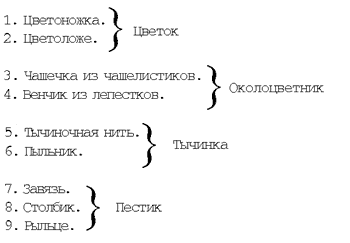 1. Цветоножка.
2. Цветоложе.
Цветок
3. Чашечка из чашелистиков.
4. Венчик из лепестков.
Околоцветник
5. Тычиночная нить.
6. Пыльник.
Тычинка
7. Завязь.
8. Столбик.
9. Рыльце.
Пестик